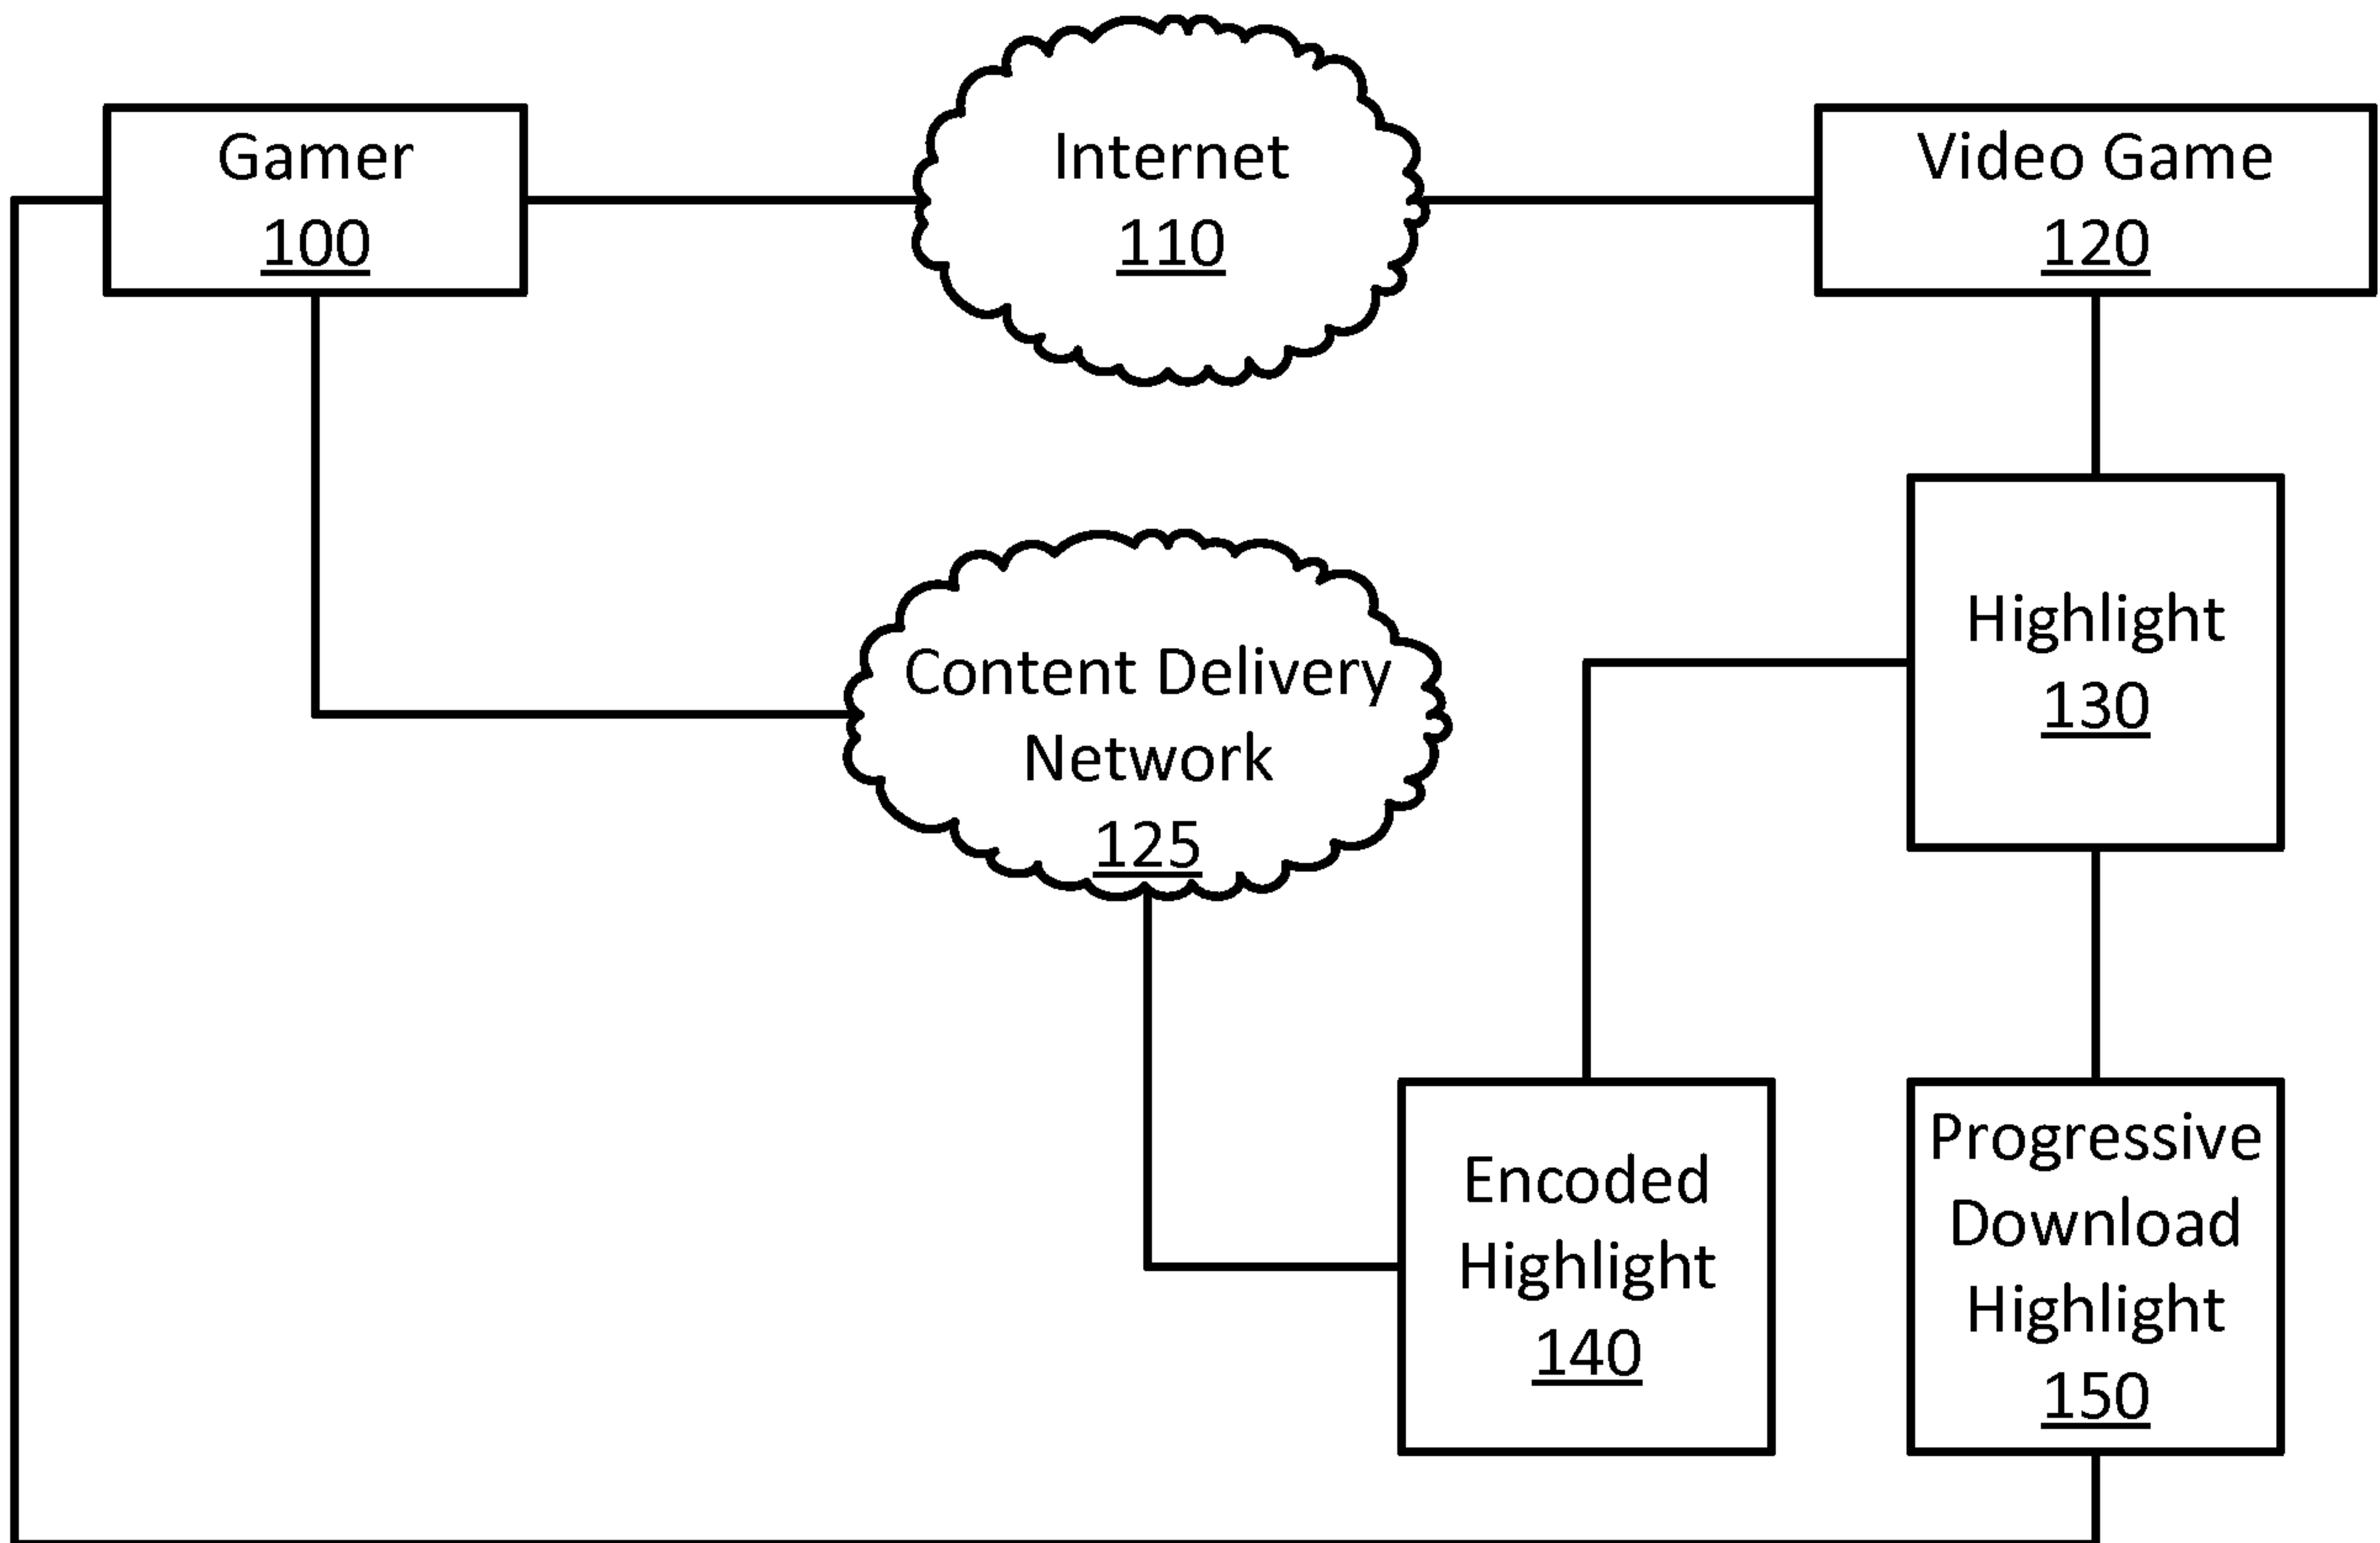 Gamer
100
Internet
110
Video Game
120
Content Delivery
Network
125
Highlight
130
Encoded
Highlight
140
Progressive
Download
Highlight
150